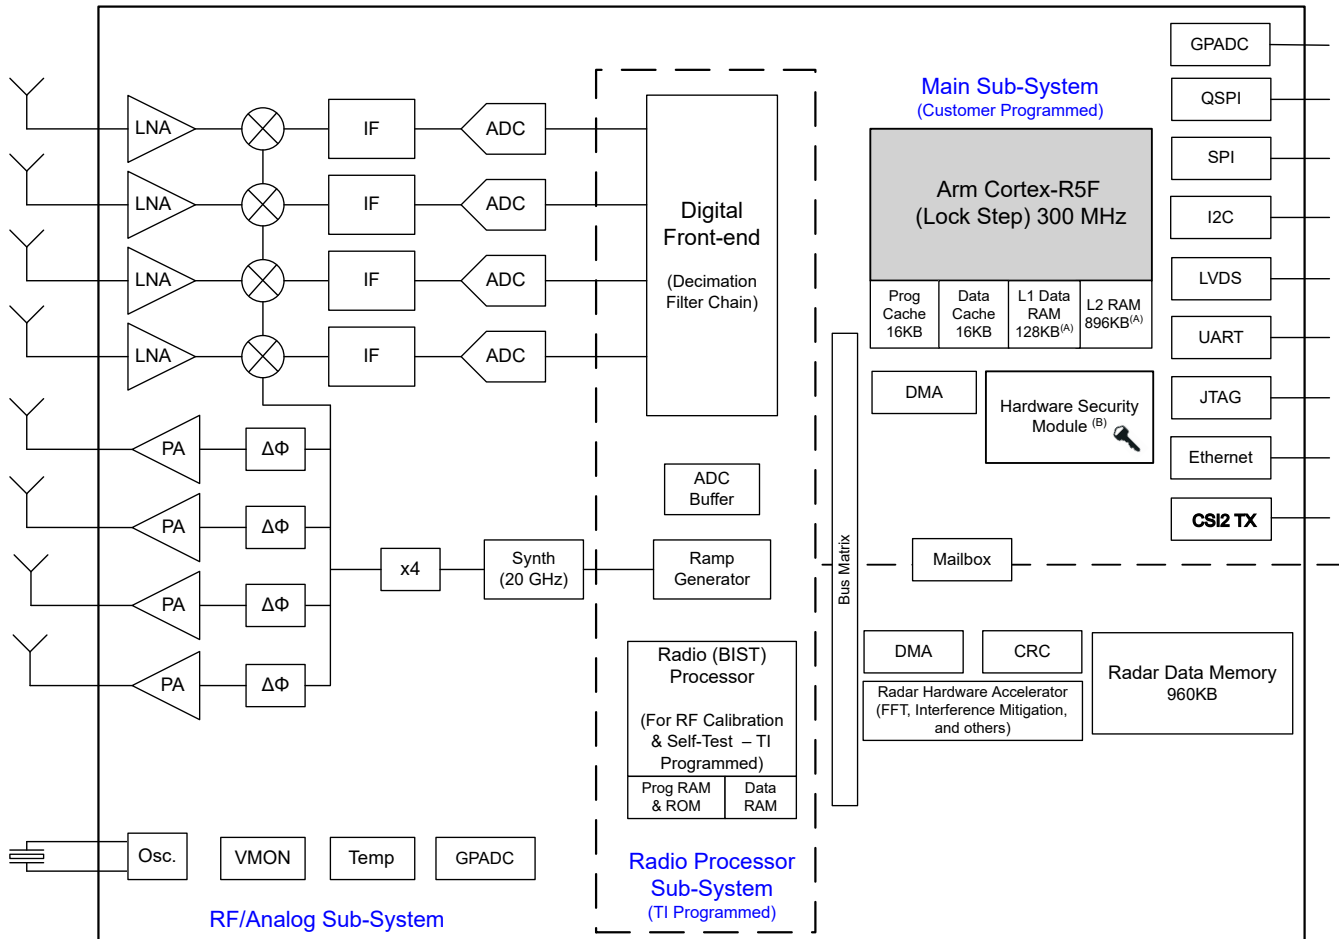 LNA
IF
ADC
LNA
IF
ADC
LNA
IF
ADC
LNA
IF
ADC
PA
ΔΦ
PA
ΔΦ
PA
ΔΦ
PA
ΔΦ
x4
Synth
(20 GHz)
Osc.
VMON
Temp
GPADC
RF/Analog Sub-System
Digital
Front-end
(Decimation
Filter Chain)
ADC
Buffer
Ramp
Generator
Radio (BIST)
Processor
(For RF Calibration
& Self-Test – TI
Programmed)
Prog RAM
& ROM
Data
RAM
Radio Processor
Sub-System
(TI Programmed)
Bus Matrix
Main Sub-System
(Customer Programmed)
Arm Cortex-R5F
(Lock Step) 300 MHz
Prog
Cache
16KB
Data
Cache
16KB
L1 Data
RAM
128KB(A)
L2 RAM
896KB(A)
DMA
Hardware Security
Module (B)
Mailbox
DMA
CRC
Radar Hardware Accelerator
(FFT, Interference Mitigation,
and others)
Radar Data Memory
960KB
GPADC
QSPI
SPI
I2C
LVDS
UART
JTAG
Ethernet
CSI2 TX